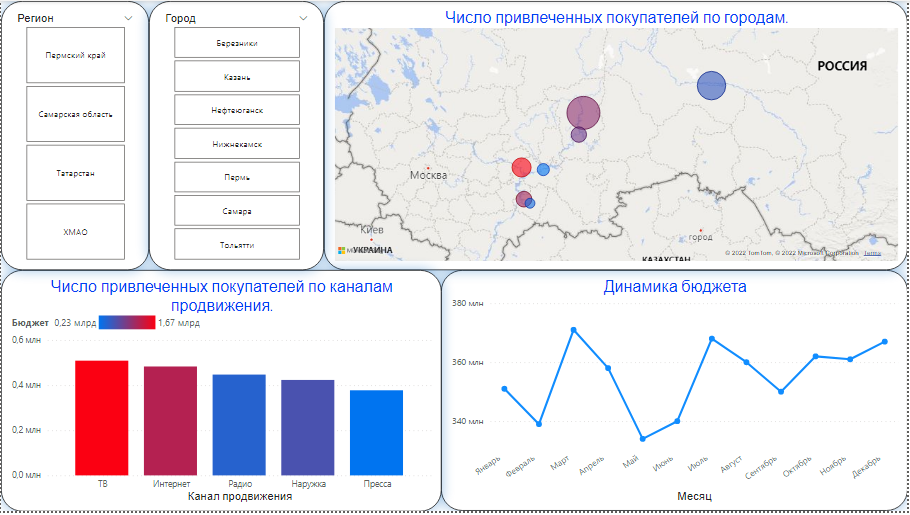 Регион
Пермский край
Самарская область
Татарстан
ХМАО
Город
Березники
Казань
Нефтеюганск
Нижнекамск
Пермь
Самара
Тольятти
Число привлеченных покупателей по городам.
РОССИЯ
Москва
Киев
УКРАИНА
город
КАЗАХСТАН
© 2022 TomTom, © 2022 Microsoft Corporation Terms
Число привлеченных покупателей по каналам
продвижения.
Бюджет 0,23 млрд 1,67 млрд
0,6 млн
0,4 млн
0,2 млн
0,0 млн
ТВ Интернет Радио Наружка Пресса
Канал продвижения
Динамика бюджета
380 млн
360 млн
340 млн
Январь Февраль Март Апрель Май Июнь Июль Август Сентябрь Октябрь Ноябрь Декабрь
Месяц